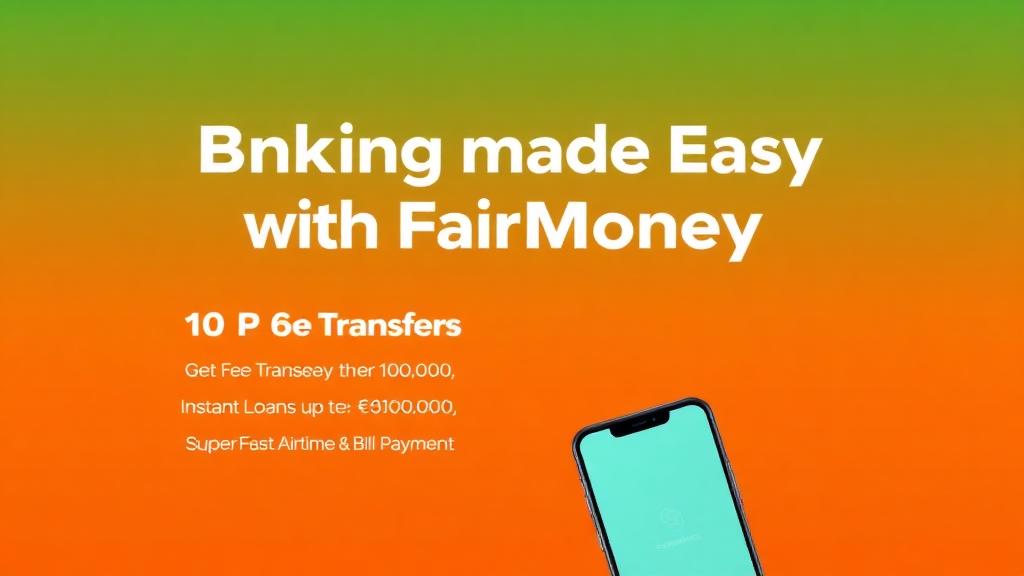 Bnking made Easy
with FairMoney
10 P 6e Transfers
Get Fee Transeay ther 100,000,
Instant Loans up te: €9100.000,
Super Fast Airtime & Bill Payment